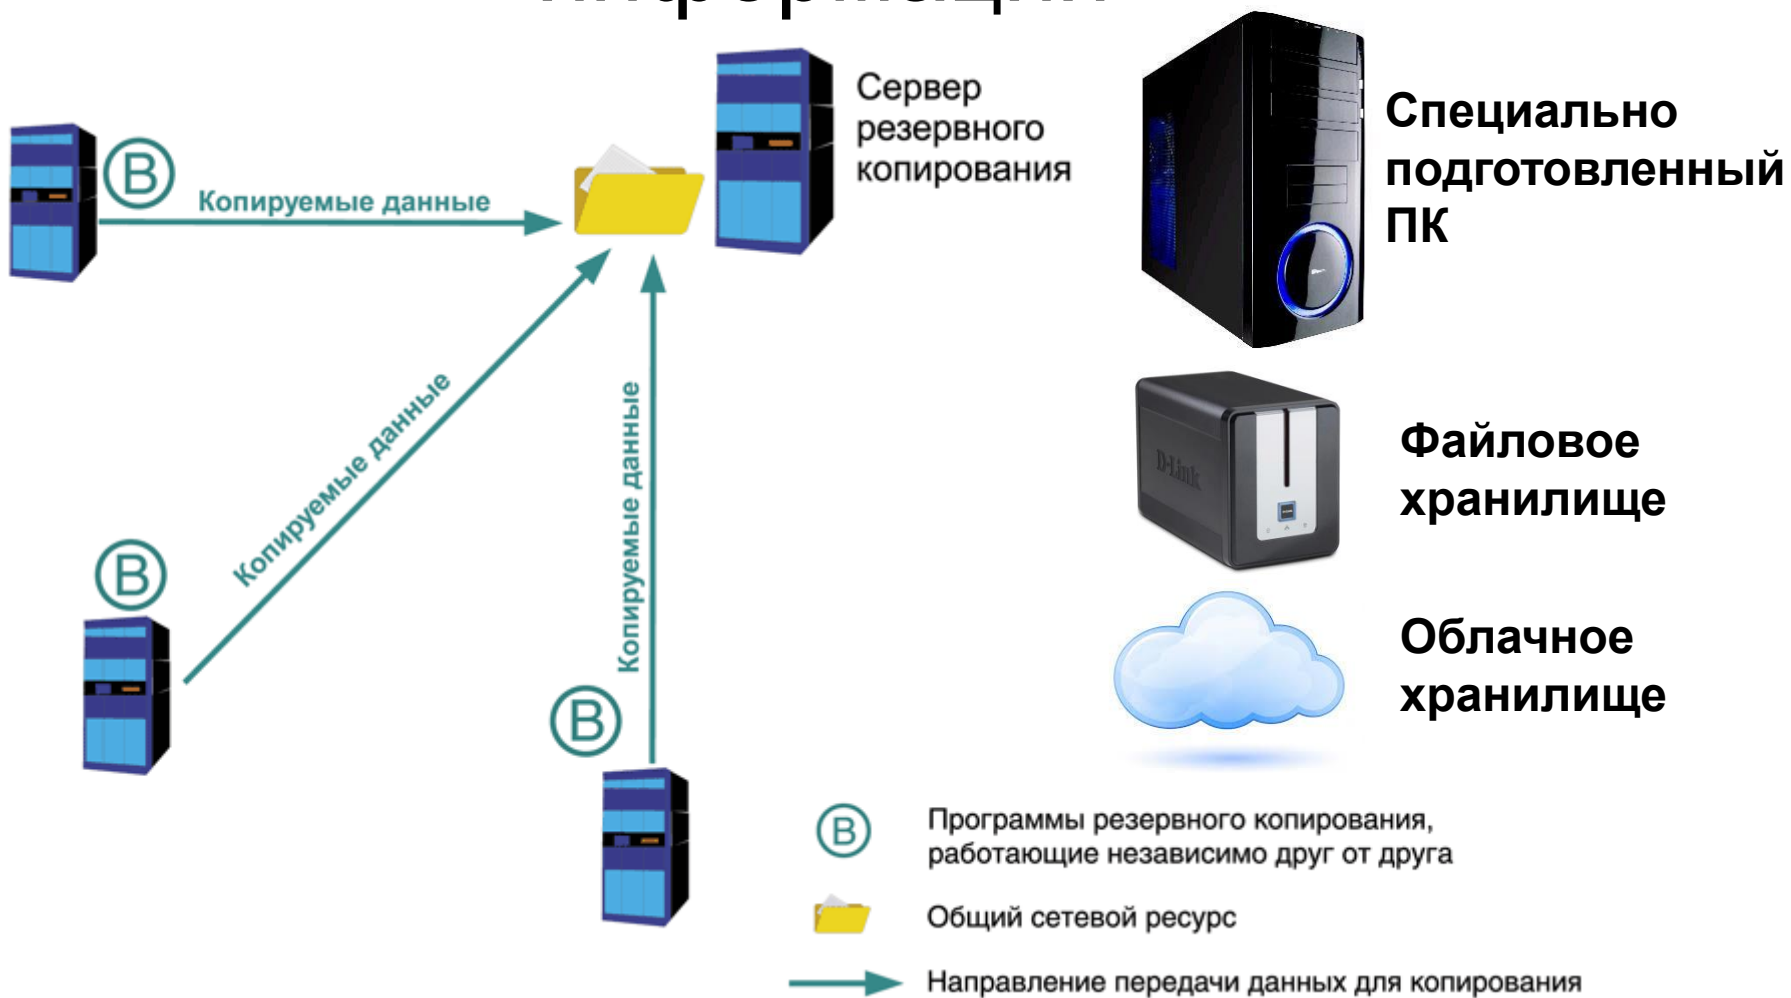 информации
Сервер
резервного
копирования
Специально
подготовленный
ПК
B
Копируемые данные
Копируемые данные
Копируемые данные
B
B
D-Link
Файловое
хранилище
Облачное
хранилище
B
Программы резервного копирования,
работающие независимо друг от друга
Общий сетевой ресурс
Направление передачи данных для копирования